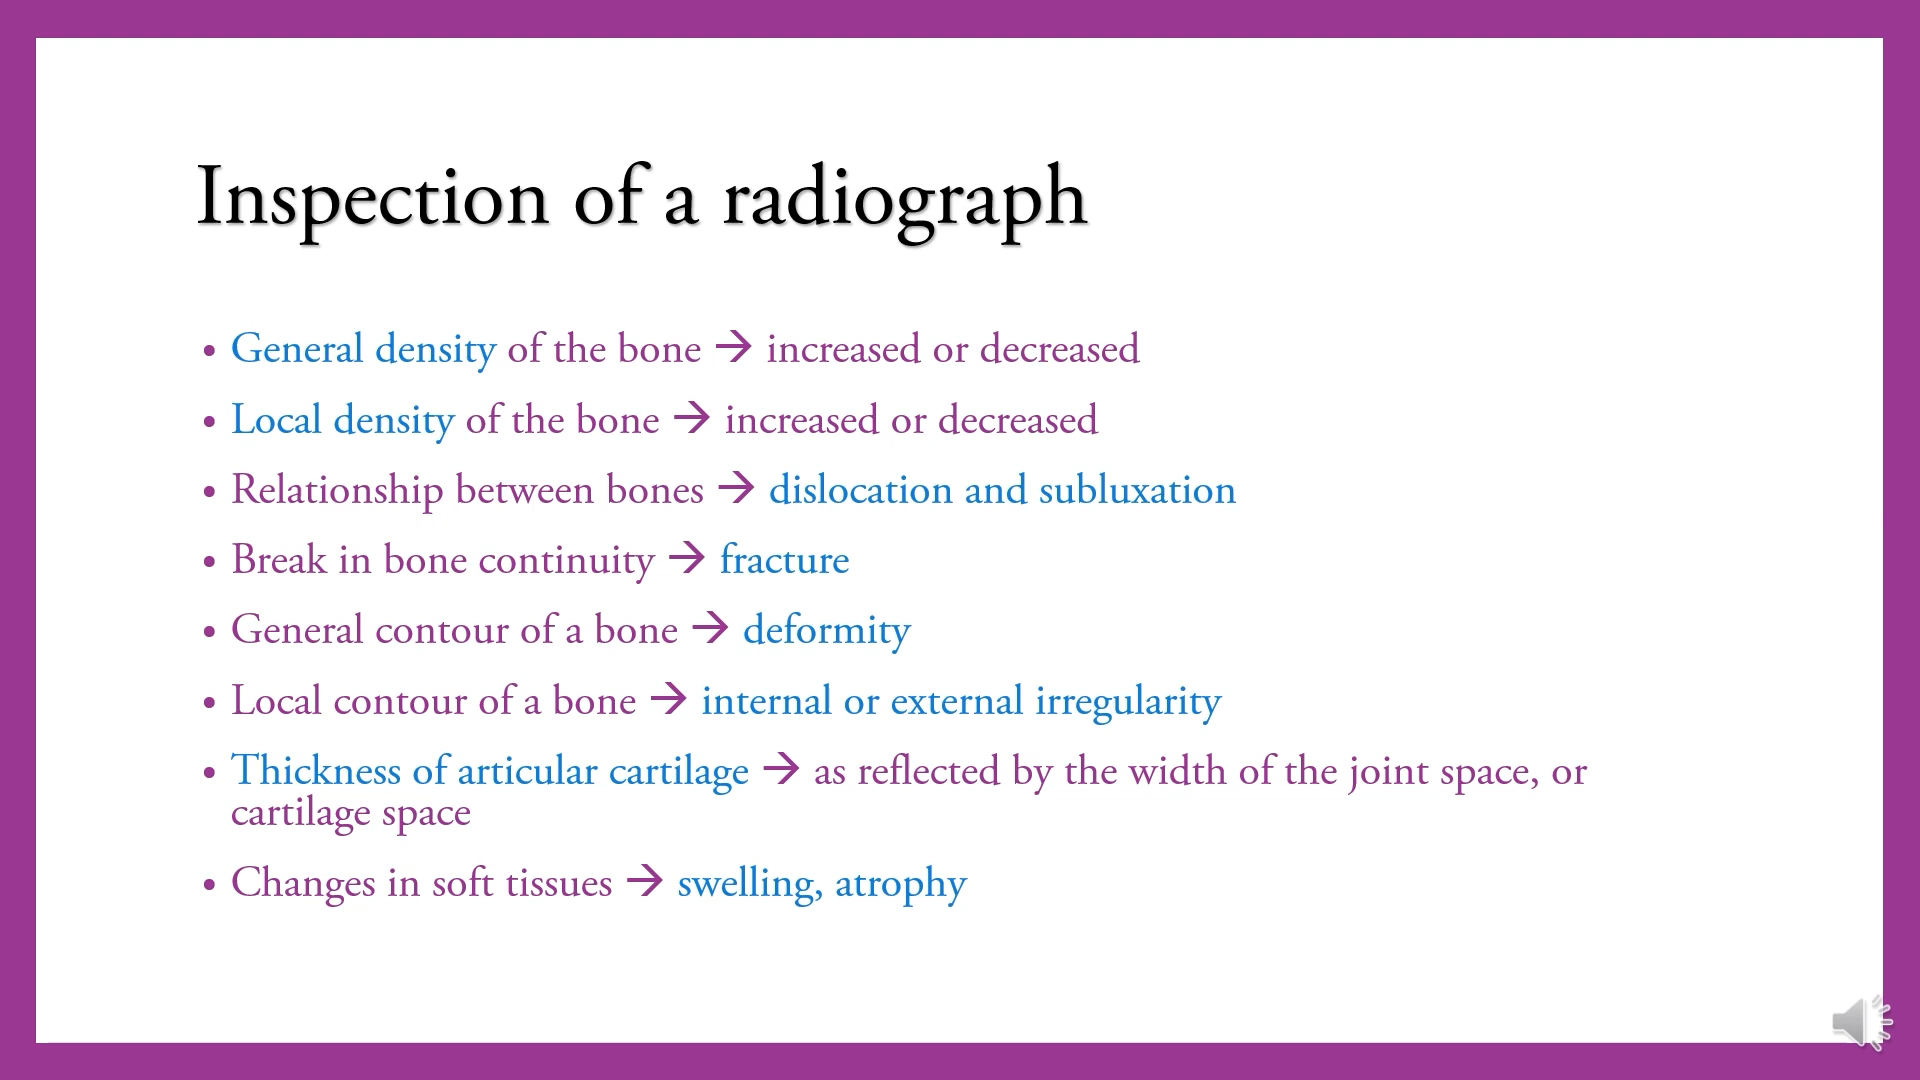 Inspection of a radiograph
• General density of the bone → increased or decreased
• Local density of the bone → increased or decreased
• Relationship between bones → dislocation and subluxation
• Break in bone continuity → fracture
• General contour of a bone → deformity
• Local contour of a bone → internal or external irregularity
• Thickness of articular cartilage → as reflected by the width of the joint space, or
cartilage space
• Changes in soft tissues → swelling, atrophy